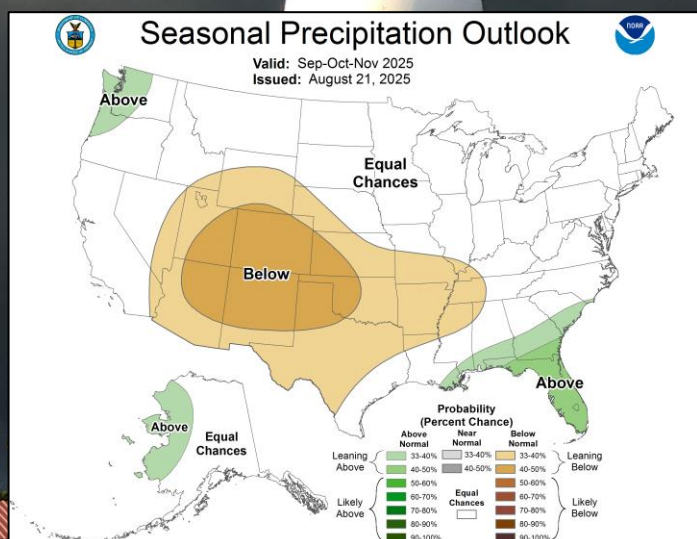 Seasonal Precipitation Outlook
NOAA
Valid: Sep-Oct-Nov 2025
Issued: August 21, 2025
Above
Equal
Chances
Below
Above
Above
Equal
Chances
Probability
(Percent Chance)
Above
Normal
Near
Normal
Below
Normal
Leaning
Above
33-40%
40-50%
33-40%
40-50%
33-40%
40-50%
Leaning
Below
Likely
Above
50-60%
60-70%
70-80%
80-90%
90-100%
Equal
Chances
50-60%
60-70%
70-80%
80-90%
90-100%
Likely
Below